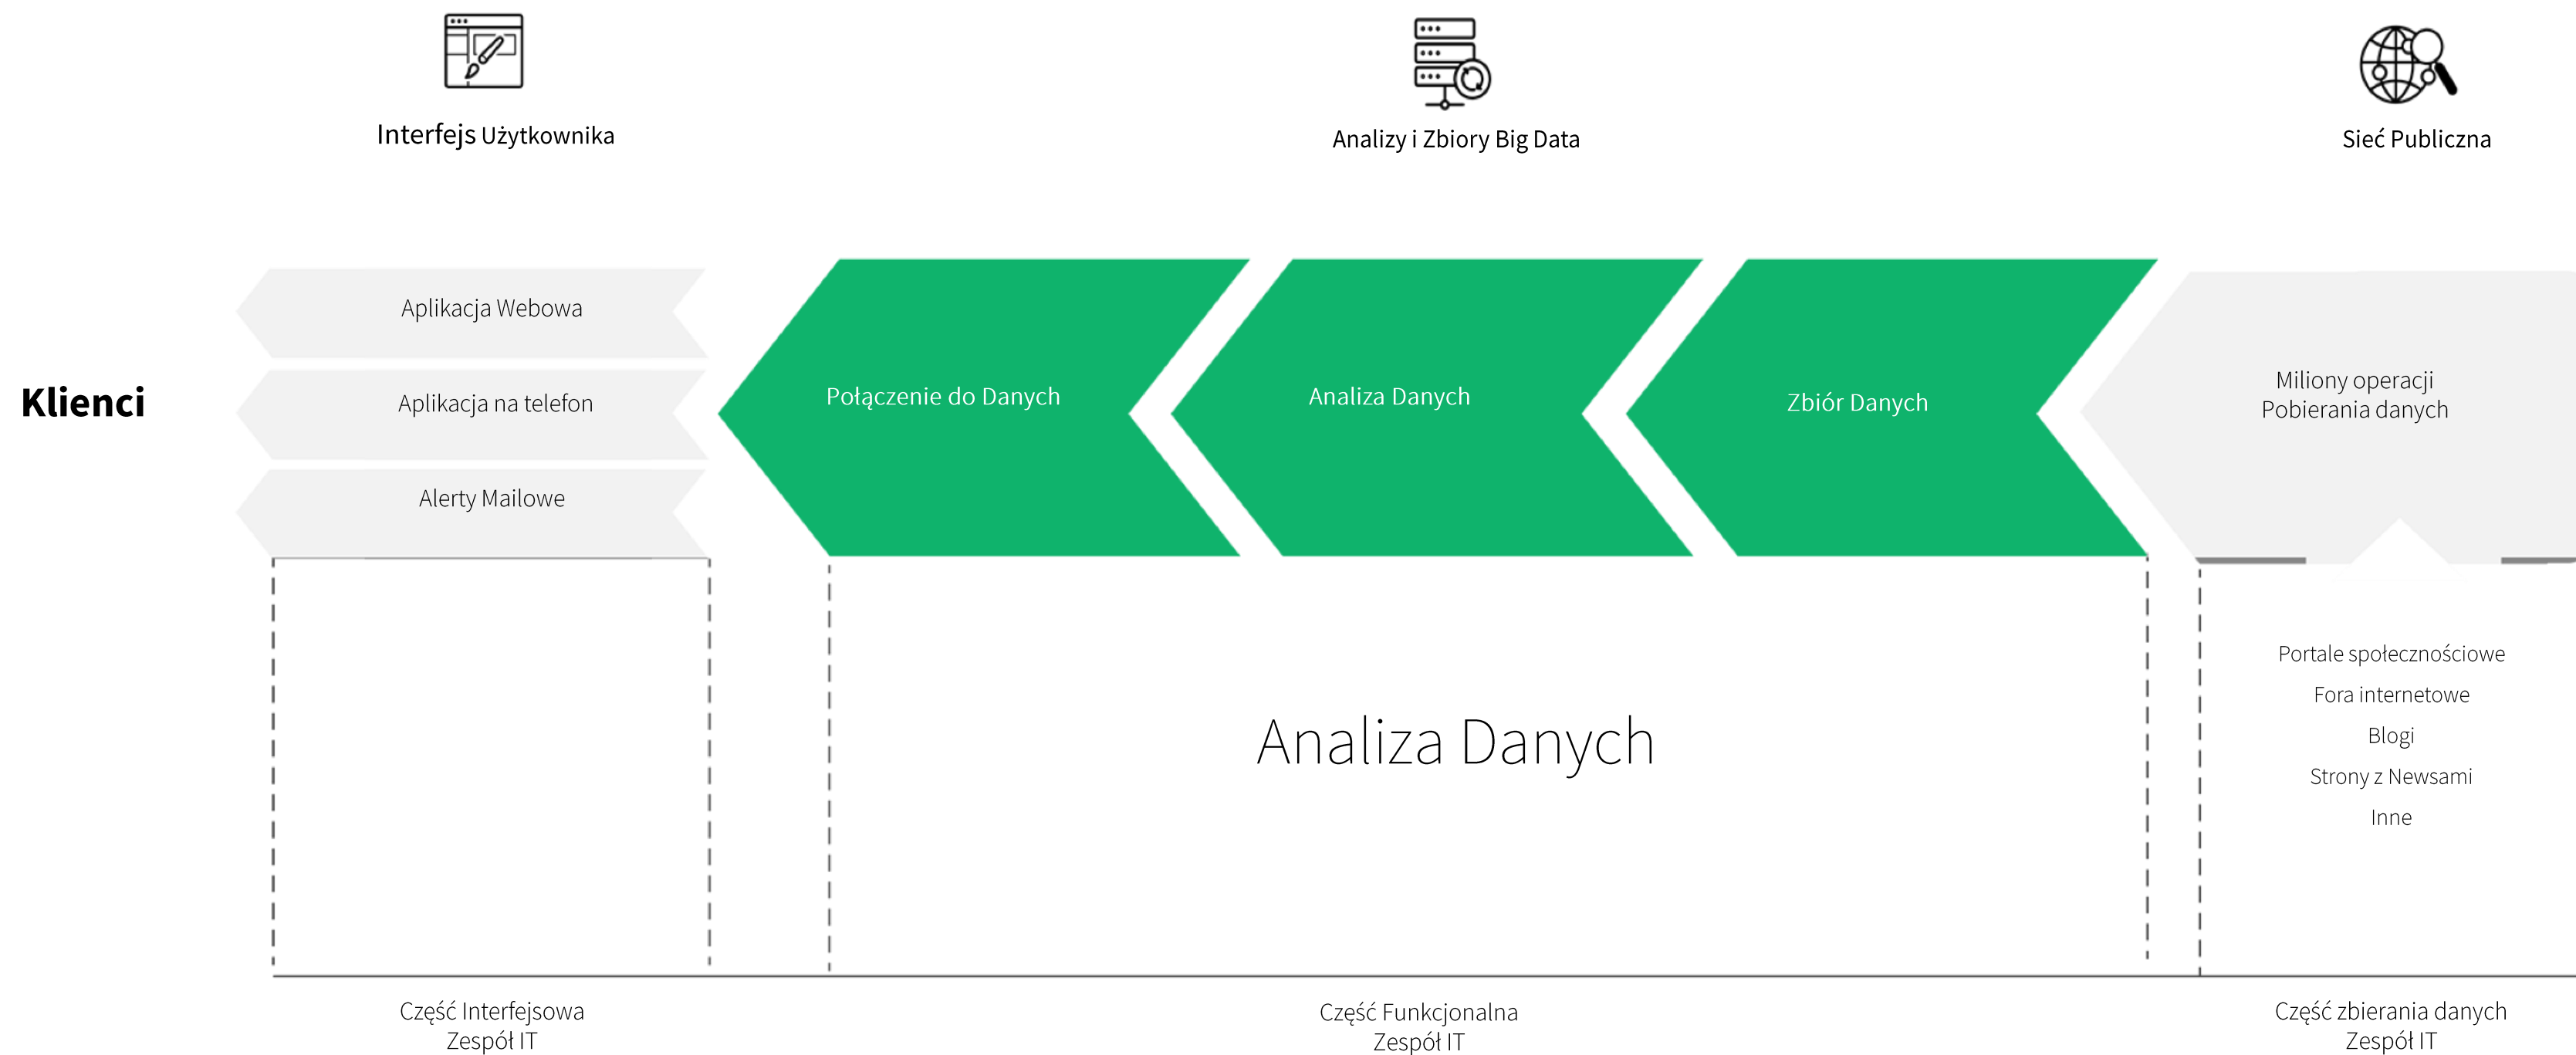 Interfejs Użytkownika
Analizy i Zbiory Big Data
Sieć Publiczna
Klienci
Aplikacja Webowa
Aplikacja na telefon
Alerty Mailowe
Połączenie do Danych
Analiza Danych
Zbiór Danych
Miliony operacji
Pobierania danych
Analiza Danych
Portale społecznościowe
Fora internetowe
Blogi
Strony z Newsami
Inne
Część Interfejsowa
Zespół IT
Część Funkcjonalna
Zespół IT
Część zbierania danych
Zespół IT